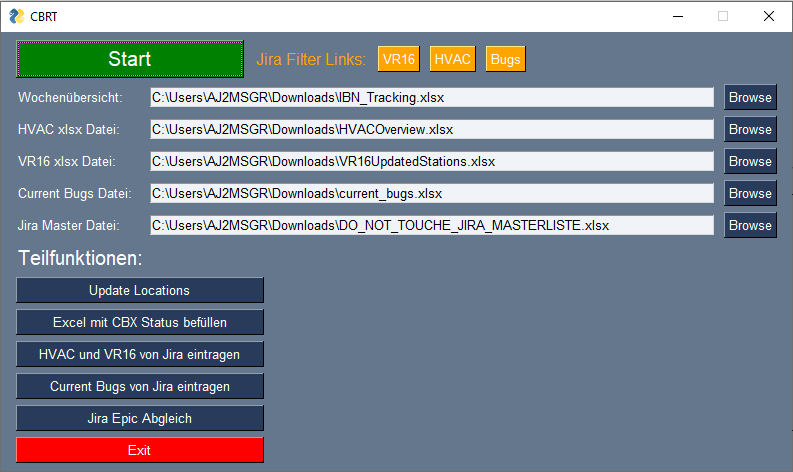 CBRT
Start Jira Filter Links: VR16 HVAC Bugs
Wochenübersicht: C:\Users\AJ2MSGR\Downloads\IBN_Tracking.xlsx Browse
HVAC xlsx Datei: C:\Users\AJ2MSGR\Downloads\HVACOverview.xlsx Browse
VR16 xlsx Datei: C:\Users\AJ2MSGR\Downloads\VR16UpdatedStations.xlsx Browse
Current Bugs Datei: C:\Users\AJ2MSGR\Downloads\current_bugs.xlsx Browse
Jira Master Datei: C:\Users\AJ2MSGR\Downloads\DO_NOT_TOUCHE_JIRA_MASTERLISTE.xlsx Browse
Teilfunktionen:
Update Locations
Excel mit CBX Status befüllen
HVAC und VR16 von Jira eintragen
Current Bugs von Jira eintragen
Jira Epic Abgleich
Exit